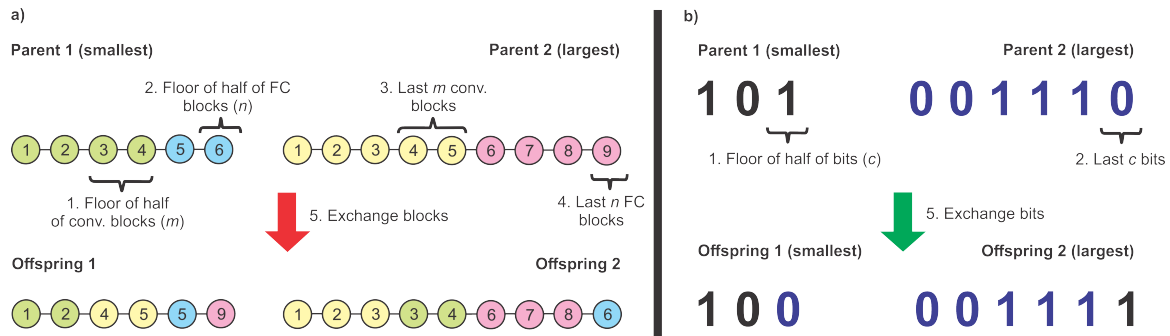 a)
Parent 1 (smallest)
Parent 2 (largest)
2. Floor of half of FC
blocks (n)
3. Last m conv.
blocks
1 2 3 4 5 6
1 2 3 4 5 6 7 8 9
1. Floor of half
of conv. blocks (m)
4. Last n FC
blocks
5. Exchange blocks
Offspring 1
Offspring 2
1 2 4 5 5 9
1 2 3 3 4 6 7 8 6
b)
Parent 1 (smallest)
Parent 2 (largest)
1 0 1
0 0 1 1 1 0
1. Floor of half of bits (c)
2. Last c bits
5. Exchange bits
Offspring 1 (smallest)
Offspring 2 (largest)
1 0 0
0 0 1 1 1 1